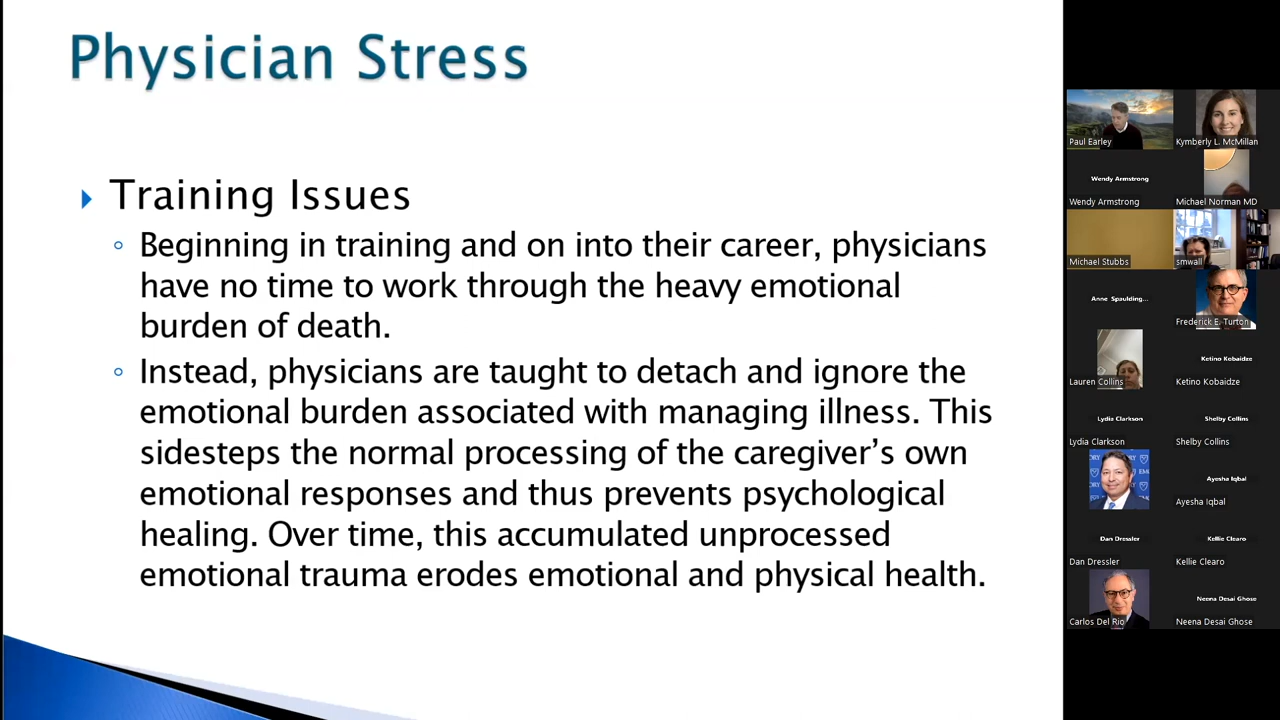 Physician Stress
Training Issues
Beginning in training and on into their career, physicians
have no time to work through the heavy emotional
burden of death.
Instead, physicians are taught to detach and ignore the
emotional burden associated with managing illness. This
sidesteps the normal processing of the caregiver’s own
emotional responses and thus prevents psychological
healing. Over time, this accumulated unprocessed
emotional trauma erodes emotional and physical health.
Paul Earley
Kymberly L. McMillan
Wendy Armstrong
Wendy Armstrong
Michael Norman MD
Michael Stubbs
smwall
Anne Spaulding...
Frederick E. Turton
Ketino Kobaidze
Lauren Collins
Ketino Kobaidze
Lydia Clarkson
Shelby Collins
Lydia Clarkson
Shelby Collins
Ayesha Iqbal
Ayesha Iqbal
Dan Dressler
Kellie Clearo
Dan Dressler
Kellie Clearo
Neena Desai Ghose
Carlos Del Rio
Neena Desai Ghose